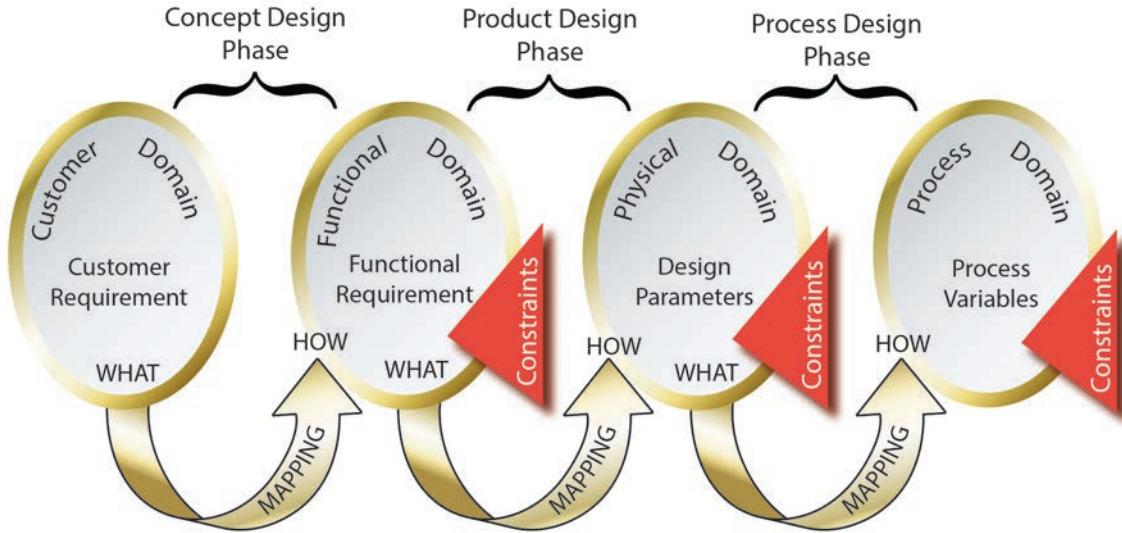 Concept Design
Phase
Product Design
Phase
Process Design
Phase
Customer Domain
Customer
Requirement
WHAT
MAPPING
HOW
Functional Domain
Functional
Requirement
Constraints
WHAT
MAPPING
HOW
Physical Domain
Design
Parameters
Constraints
WHAT
MAPPING
HOW
Process Domain
Process
Variables
Constraints